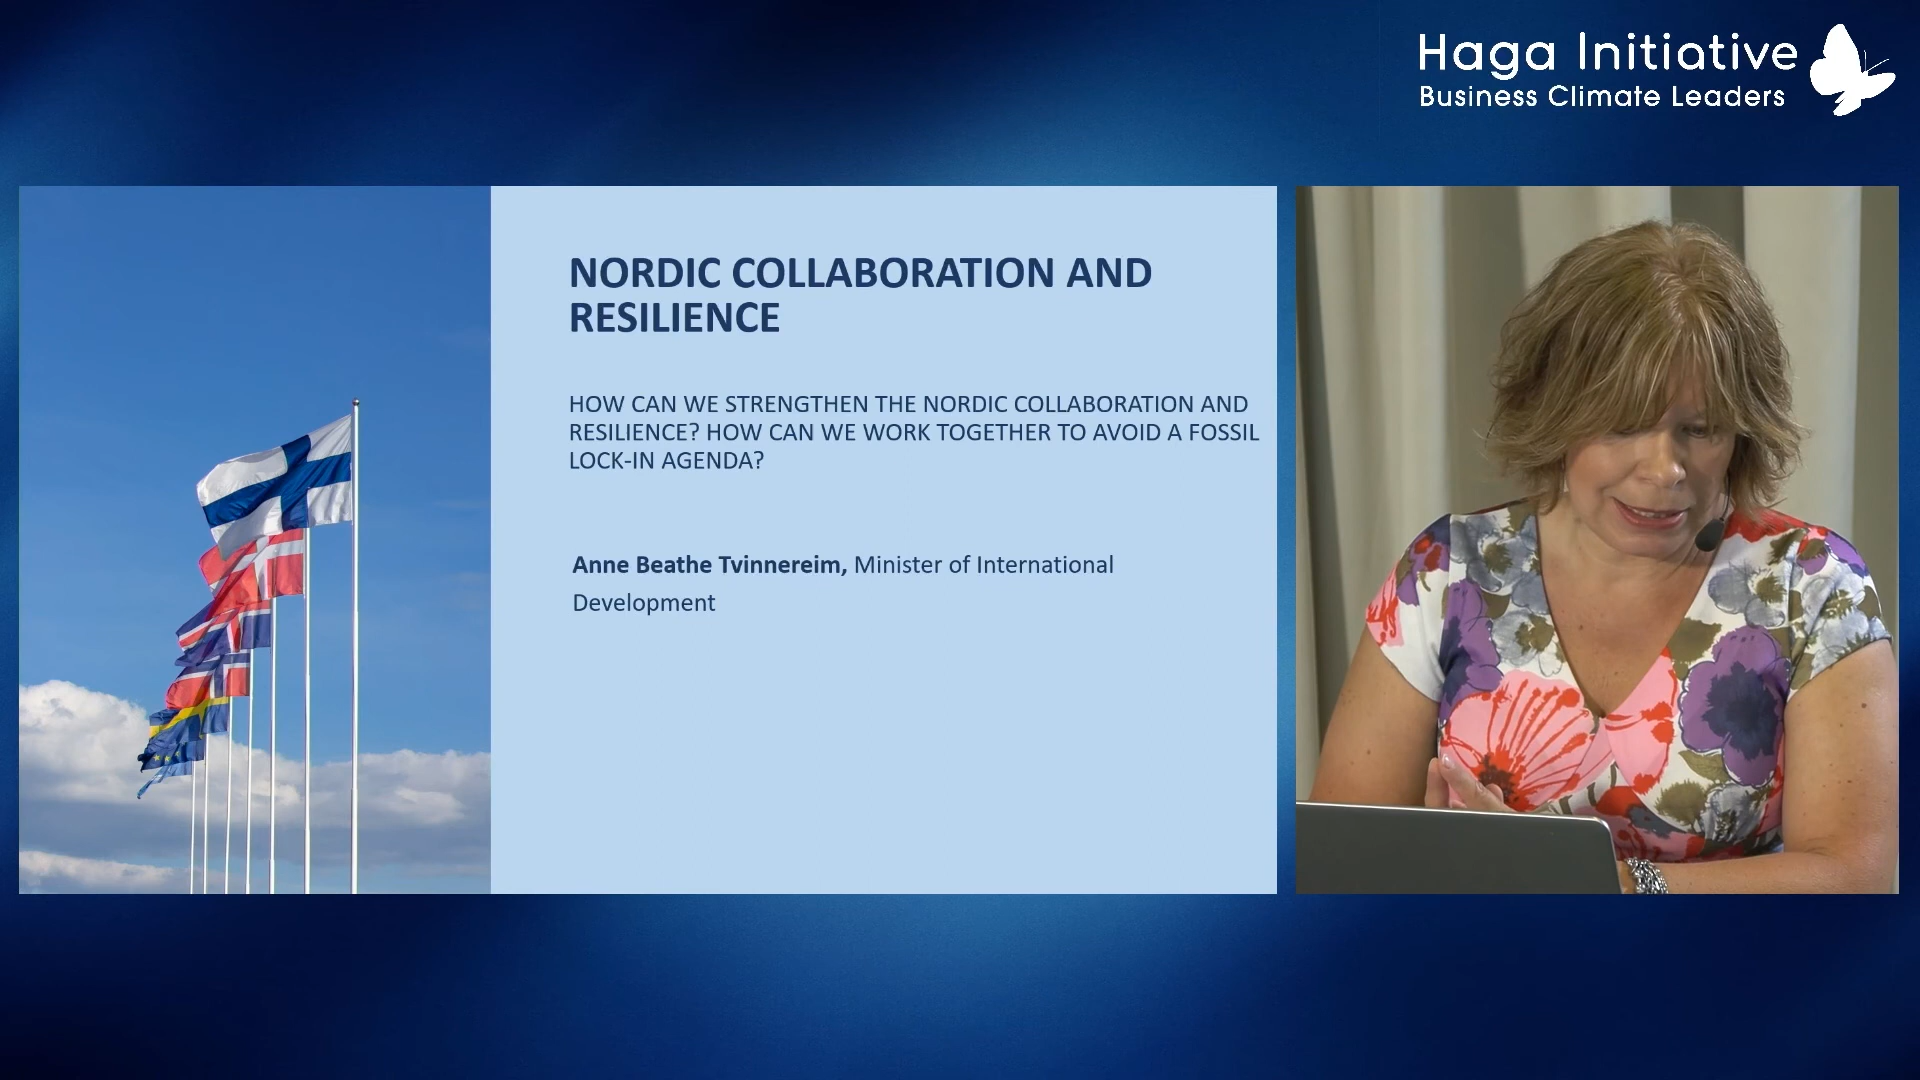 Haga Initiative
Business Climate Leaders
NORDIC COLLABORATION AND
RESILIENCE
HOW CAN WE STRENGTHEN THE NORDIC COLLABORATION AND
RESILIENCE? HOW CAN WE WORK TOGETHER TO AVOID A FOSSIL
LOCK-IN AGENDA?
Anne Beathe Tvinnereim, Minister of International
Development